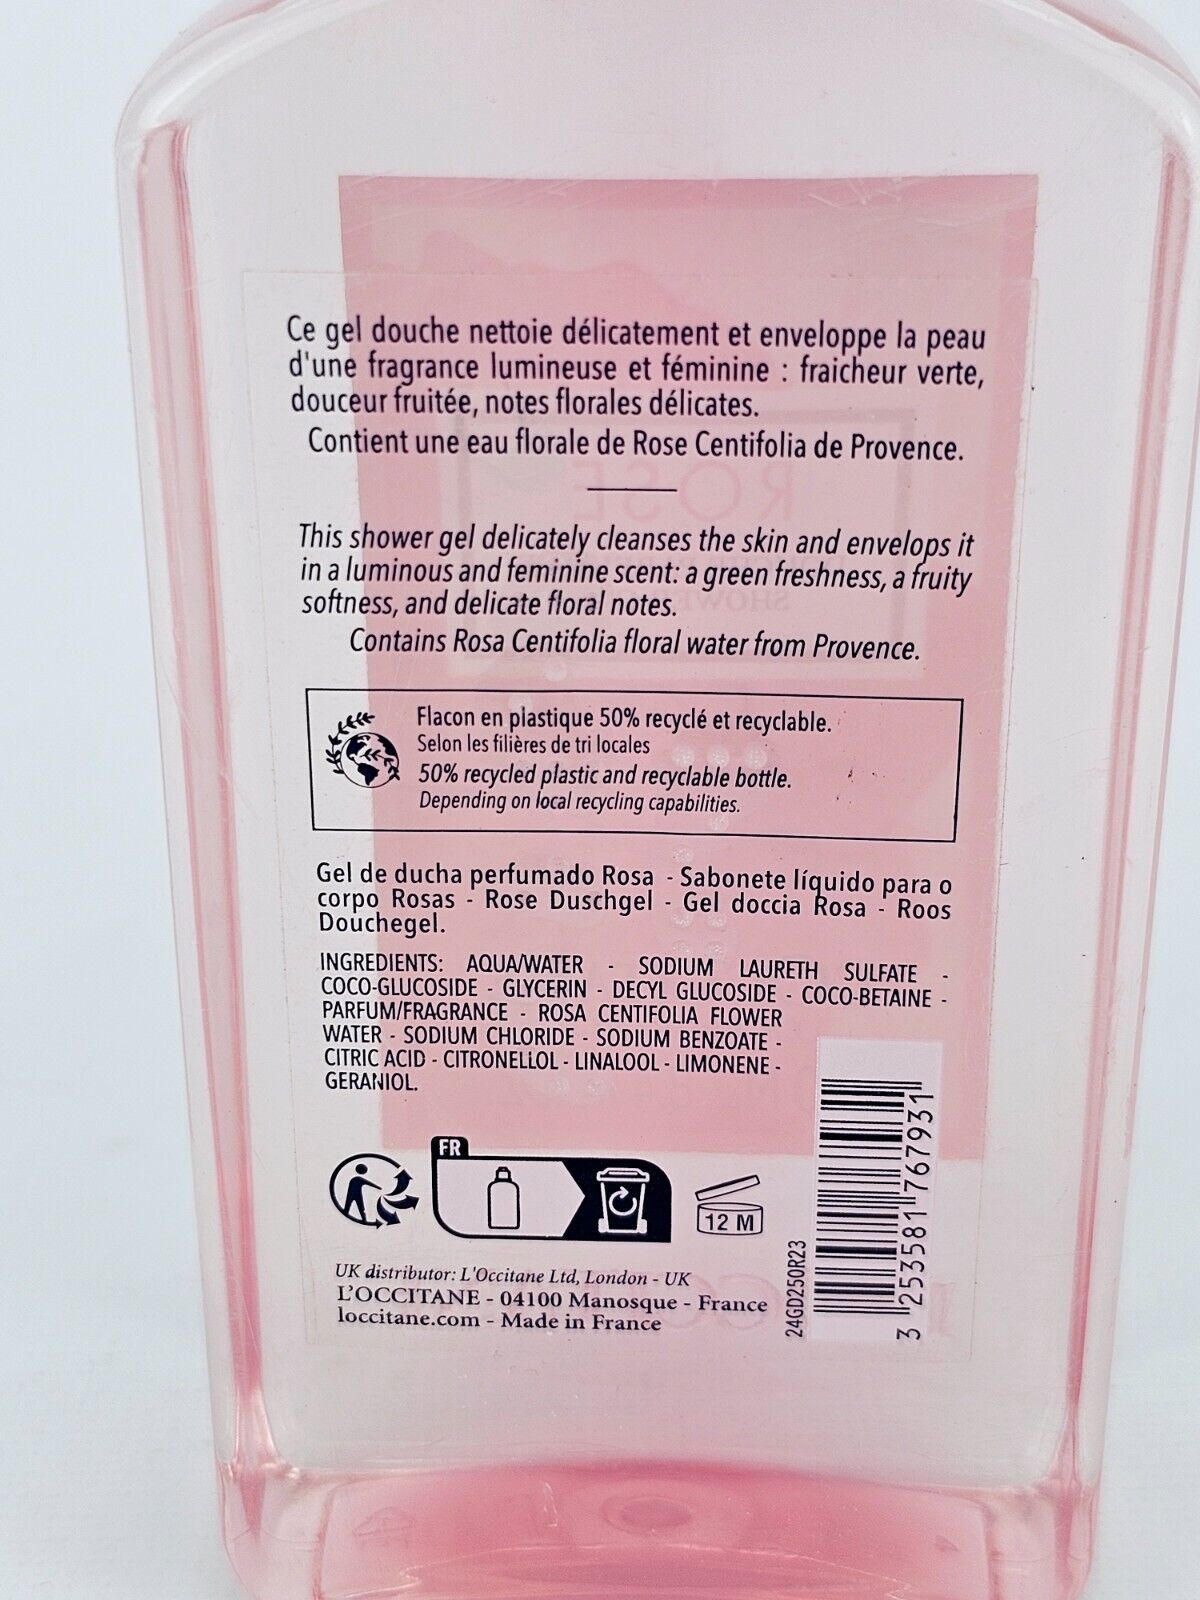 Ce gel douche nettoie délicatement et enveloppe la peau
d'une fragrance lumineuse et féminine : fraicheur verte,
douceur fruitée, notes florales délicates.
Contient une eau florale de Rose Centifolia de Provence.
This shower gel delicately cleanses the skin and envelops it
in a luminous and feminine scent: a green freshness, a fruity
softness, and delicate floral notes.
Contains Rosa Centifolia floral water from Provence.
Flacon en plastique 50% recyclé et recyclable.
Selon les filières de tri locales
50% recycled plastic and recyclable bottle.
Depending on local recycling capabilities.
Gel de ducha perfumado Rosa - Sabonete líquido para o
corpo Rosas - Rose Duschgel - Gel doccia Rosa - Roos
Douchegel.
INGREDIENTS: AQUA/WATER - SODIUM LAURETH SULFATE -
COCO-GLUCOSIDE - GLYCERIN - DECYL GLUCOSIDE - COCO-BETAINE -
PARFUM/FRAGRANCE - ROSA CENTIFOLIA FLOWER
WATER - SODIUM CHLORIDE - SODIUM BENZOATE -
CITRIC ACID - CITRONELLOL - LINALOOL - LIMONENE -
GERANIOL.
FR
12 M
UK distributor: L'Occitane Ltd, London - UK
L'OCCITANE - 04100 Manosque - France
loccitane.com - Made in France
24GD250R23
3 253581 767931
ROSE